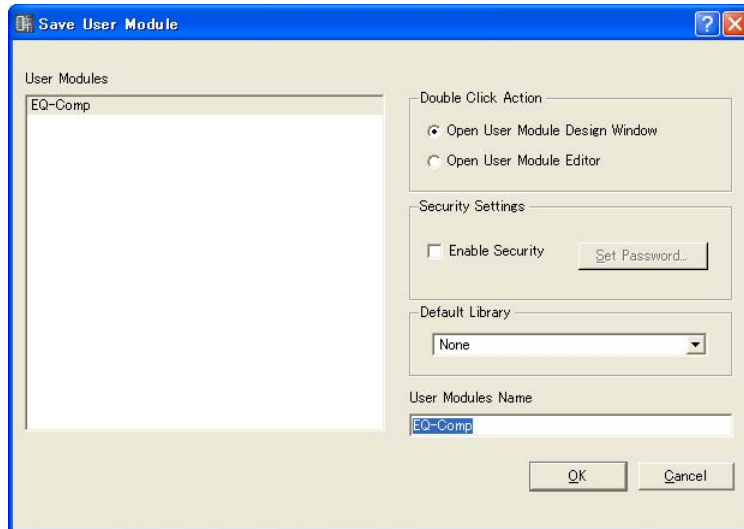 Save User Module
User Modules
EQ-Comp
Double Click Action
Open User Module Design Window
Open User Module Editor
Security Settings
Enable Security
Set Password...
Default Library
None
User Modules Name
EQ-Comp
OK
Cancel